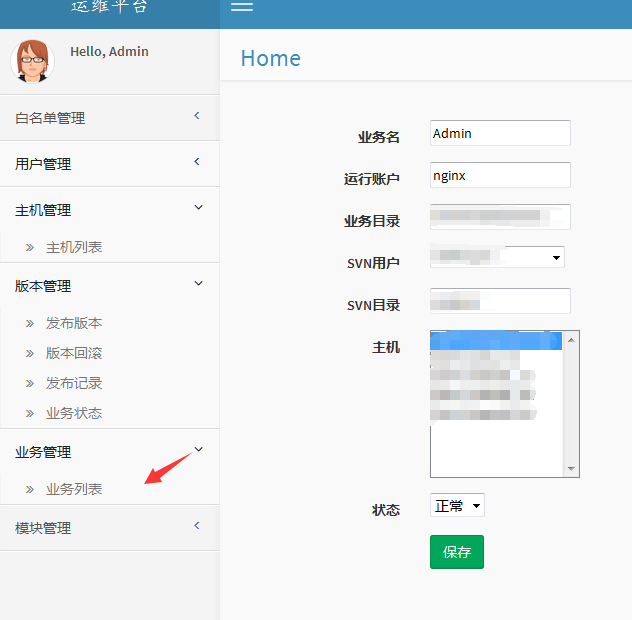 运维平台
Hello, Admin
白名单管理
用户管理
主机管理
主机列表
版本管理
发布版本
版本回滚
发布记录
业务状态
业务管理
业务列表
模块管理
Home
业务名 Admin
运行账户 nginx
业务目录
SVN用户
SVN目录
主机
状态 正常
保存